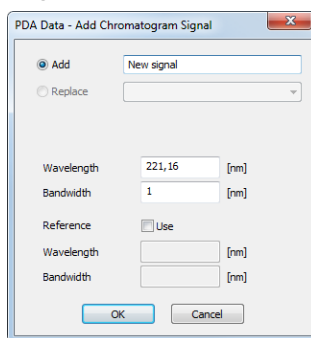 PDA Data - Add Chromatogram Signal
Add New signal
Replace
Wavelength 221,16 [nm]
Bandwidth 1 [nm]
Reference Use
Wavelength [nm]
Bandwidth [nm]
OK Cancel